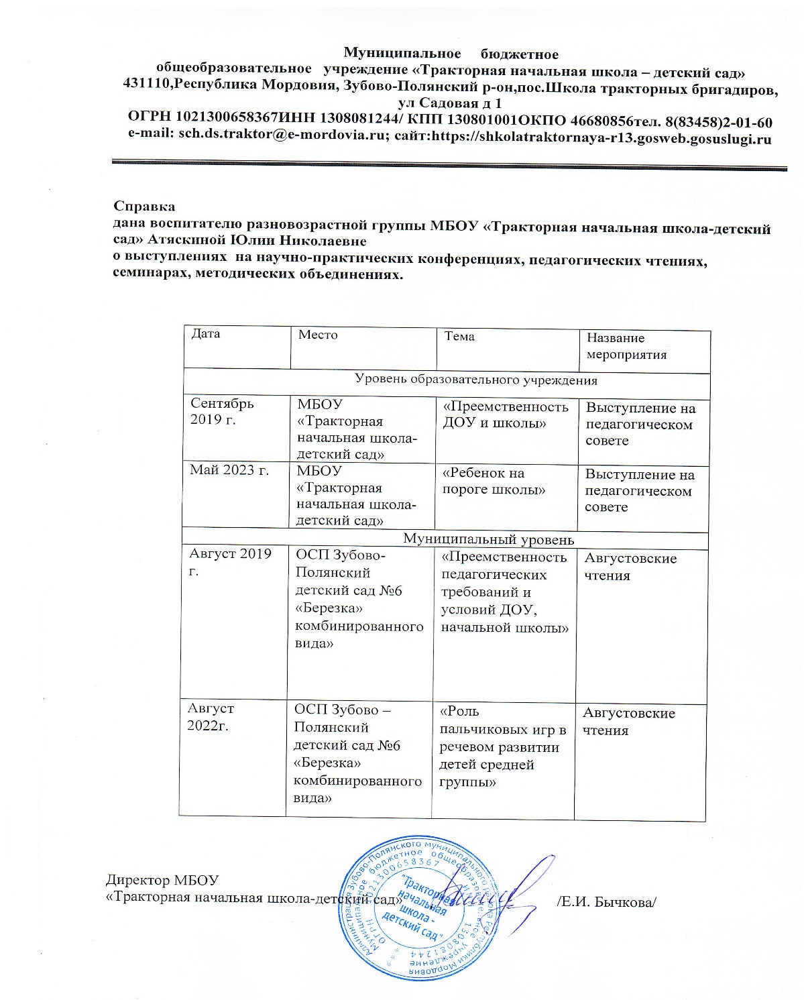 Муниципальное бюджетное
общеобразовательное учреждение «Тракторная начальная школа – детский сад»
431110,Республика Мордовия, Зубово-Полянский р-он,пос.Школа тракторных бригадиров,
ул Садовая д 1
ОГРН 1021300658367ИНН 1308081244/ КПП 130801001ОКПО 46680856тел. 8(83458)2-01-60
e-mail: sch.ds.traktor@e-mordovia.ru; сайт:https://shkolatraktornaya-r13.gosweb.gosuslugi.ru
Справка
дана воспитателю разновозрастной группы МБОУ «Тракторная начальная школа-детский
сад» Атяскиной Юлии Николаевне
о выступлениях на научно-практических конференциях, педагогических чтениях,
семинарах, методических объединениях.
Дата
Место
Тема
Название
мероприятия
Уровень образовательного учреждения
Сентябрь
2019 г.
МБОУ
«Тракторная
начальная школа-
детский сад»
«Преемственность
ДОУ и школы»
Выступление на
педагогическом
совете
Май 2023 г.
МБОУ
«Тракторная
начальная школа-
детский сад»
«Ребенок на
пороге школы»
Выступление на
педагогическом
совете
Муниципальный уровень
Август 2019
г.
ОСП Зубово-
Полянский
детский сад №6
«Березка»
комбинированного
вида»
«Преемственность
педагогических
требований и
условий ДОУ,
начальной школы»
Августовские
чтения
Август
2022г.
ОСП Зубово –
Полянский
детский сад №6
«Березка»
комбинированного
вида»
«Роль
пальчиковых игр в
речевом развитии
детей средней
группы»
Августовские
чтения
Директор МБОУ
«Тракторная начальная школа-детский сад»
/Е.И. Бычкова/
Администрация Зубово-Полянского муниципального района Республики Мордовия
Муниципальное бюджетное общеобразовательное учреждение
ОГРН 1021300658367 * ИНН 1308081244
"Тракторная
начальная
школа -
детский сад"